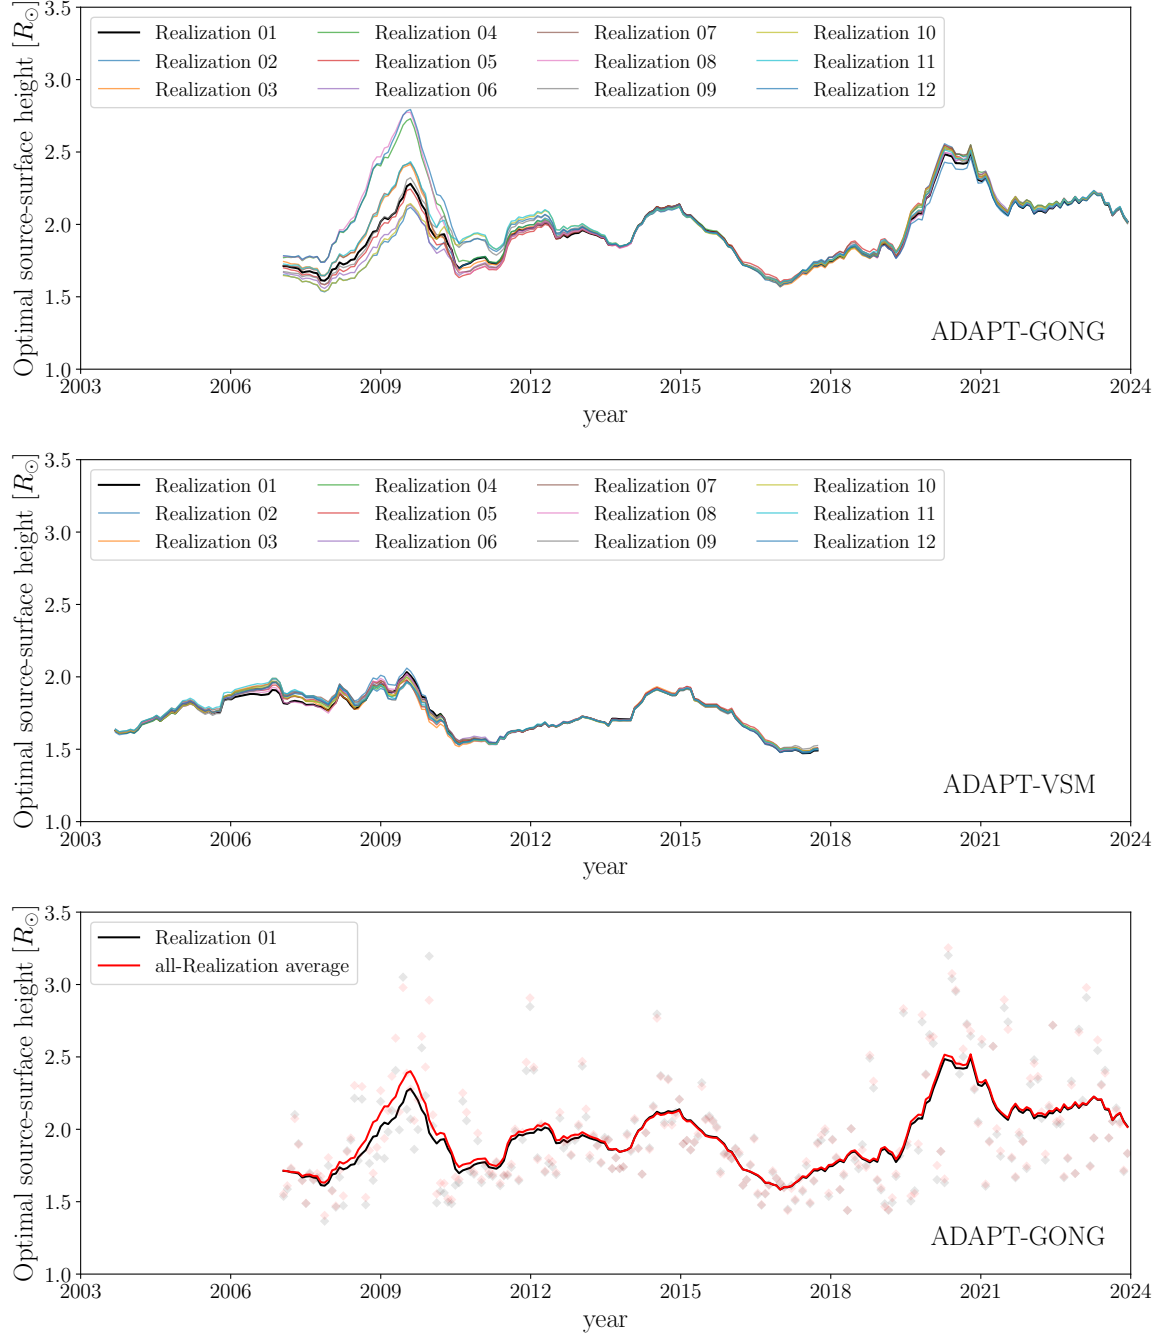 Optimal source-surface height [R⊙]
3.5
3.0
2.5
2.0
1.5
1.0
Realization 01 Realization 04 Realization 07 Realization 10
Realization 02 Realization 05 Realization 08 Realization 11
Realization 03 Realization 06 Realization 09 Realization 12
ADAPT-GONG
2003 2006 2009 2012 2015 2018 2021 2024
year
Optimal source-surface height [R⊙]
3.5
3.0
2.5
2.0
1.5
1.0
Realization 01 Realization 04 Realization 07 Realization 10
Realization 02 Realization 05 Realization 08 Realization 11
Realization 03 Realization 06 Realization 09 Realization 12
ADAPT-VSM
2003 2006 2009 2012 2015 2018 2021 2024
year
Optimal source-surface height [R⊙]
3.5
3.0
2.5
2.0
1.5
1.0
Realization 01
all-Realization average
ADAPT-GONG
2003 2006 2009 2012 2015 2018 2021 2024
year